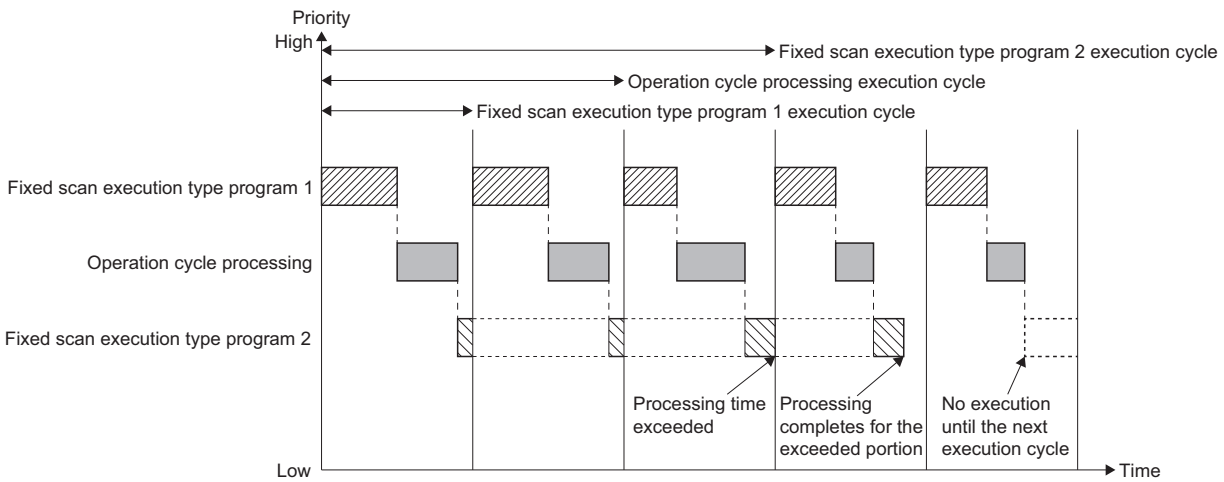 Priority
High
Fixed scan execution type program 2 execution cycle
Operation cycle processing execution cycle
Fixed scan execution type program 1 execution cycle
Fixed scan execution type program 1
Operation cycle processing
Fixed scan execution type program 2
Processing time
exceeded
Processing
completes for the
exceeded portion
No execution
until the next
execution cycle
Low
Time